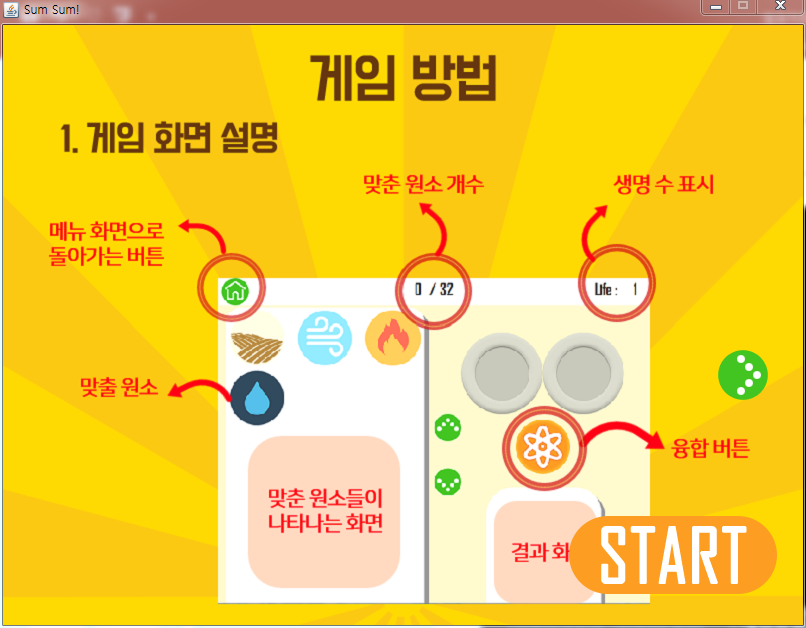 Sum Sum!
게임 방법
1. 게임 화면 설명
맞춘 원소 개수
생명 수 표시
메뉴 화면으로
돌아가는 버튼
0 / 32
Life : 1
맞출 원소
융합 버튼
맞춘 원소들이
나타나는 화면
결과 화
START